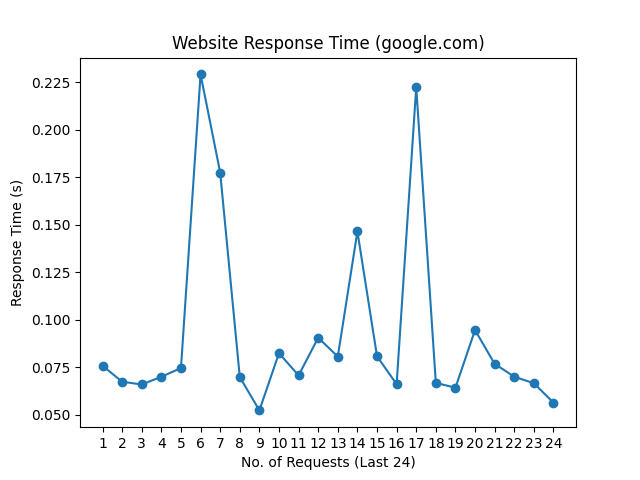 Website Response Time (google.com)
0.225
0.200
0.175
0.150
0.125
0.100
0.075
0.050
Response Time (s)
1 2 3 4 5 6 7 8 9 10 11 12 13 14 15 16 17 18 19 20 21 22 23 24
No. of Requests (Last 24)